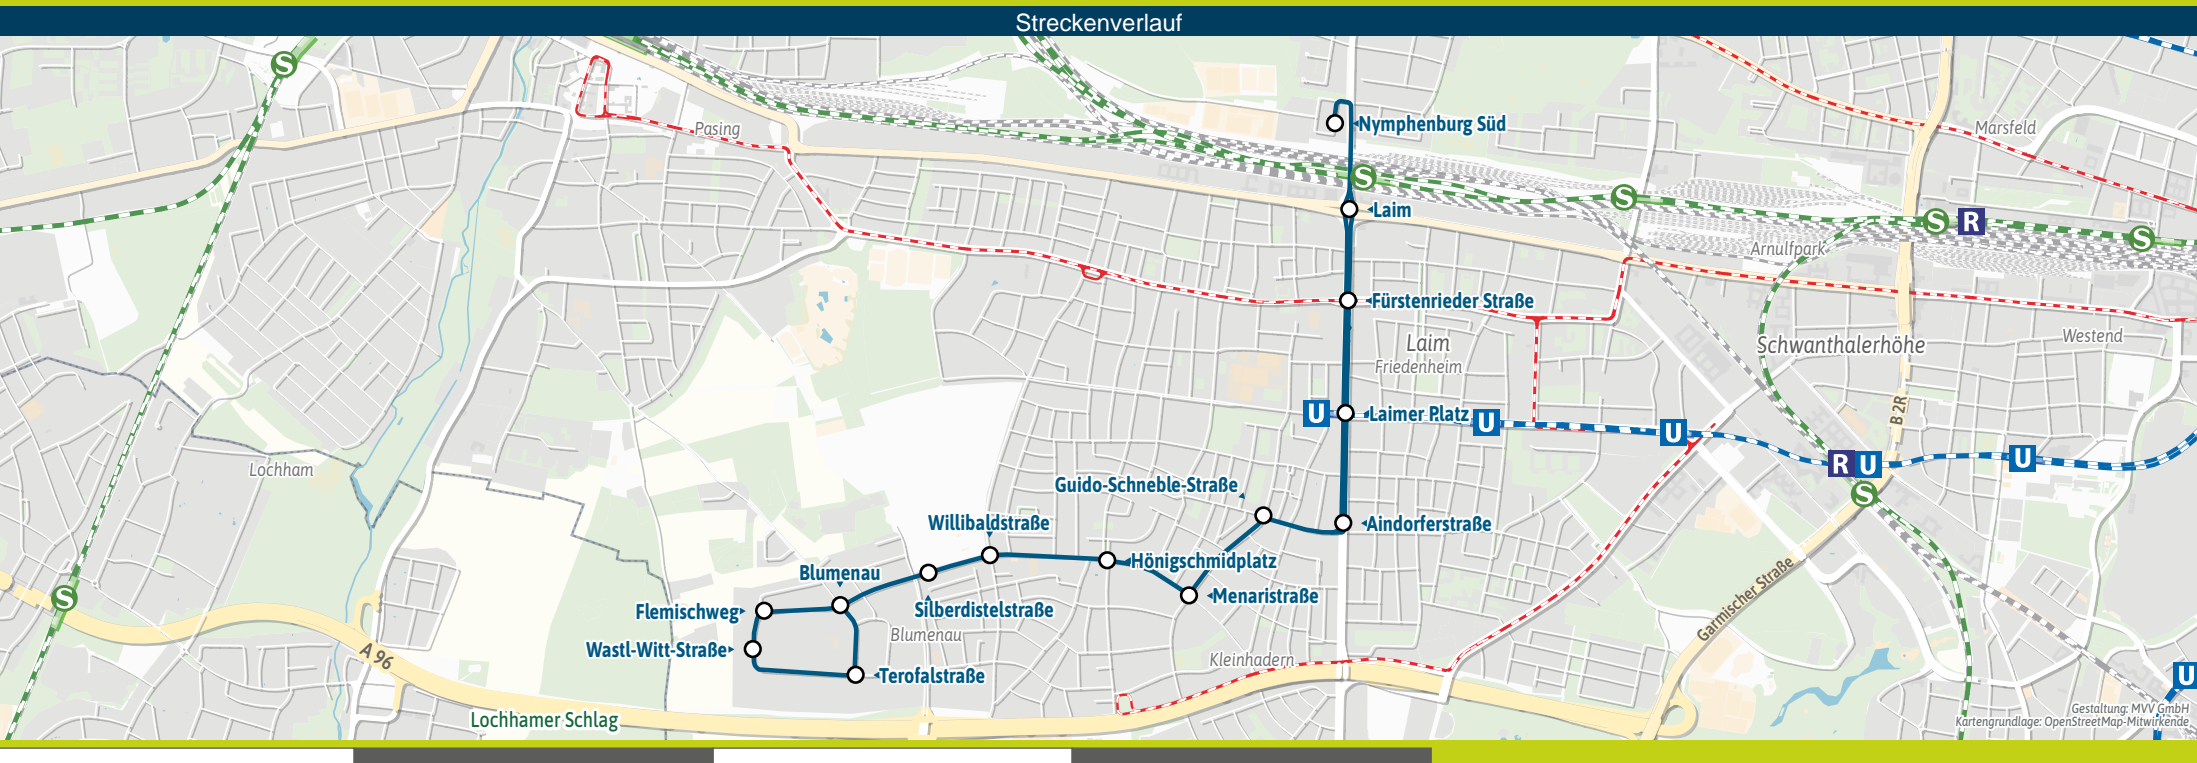 Streckenverlauf
S
Pasing
Nymphenburg Süd
Marsfeld
S
Laim
S
S
R
S
Arnulfpark
Fürstenrieder Straße
Laim
Friedenheim
Schwanthalerhöhe
Westend
U
Laimer Platz
U
U
B 2R
R
U
U
S
Lochham
Guido-Schneble-Straße
Willibaldstraße
Aindorferstraße
Blumenau
Hönigschmidplatz
Flemischweg
Silberdistelstraße
Menaristraße
S
Wastl-Witt-Straße
Blumenau
Terofalstraße
Kleinhadern
Garmischer Straße
A 96
Lochhamer Schlag
U
Gestaltung: MVV GmbH
Kartengrundlage: OpenStreetMap-Mitwirkende